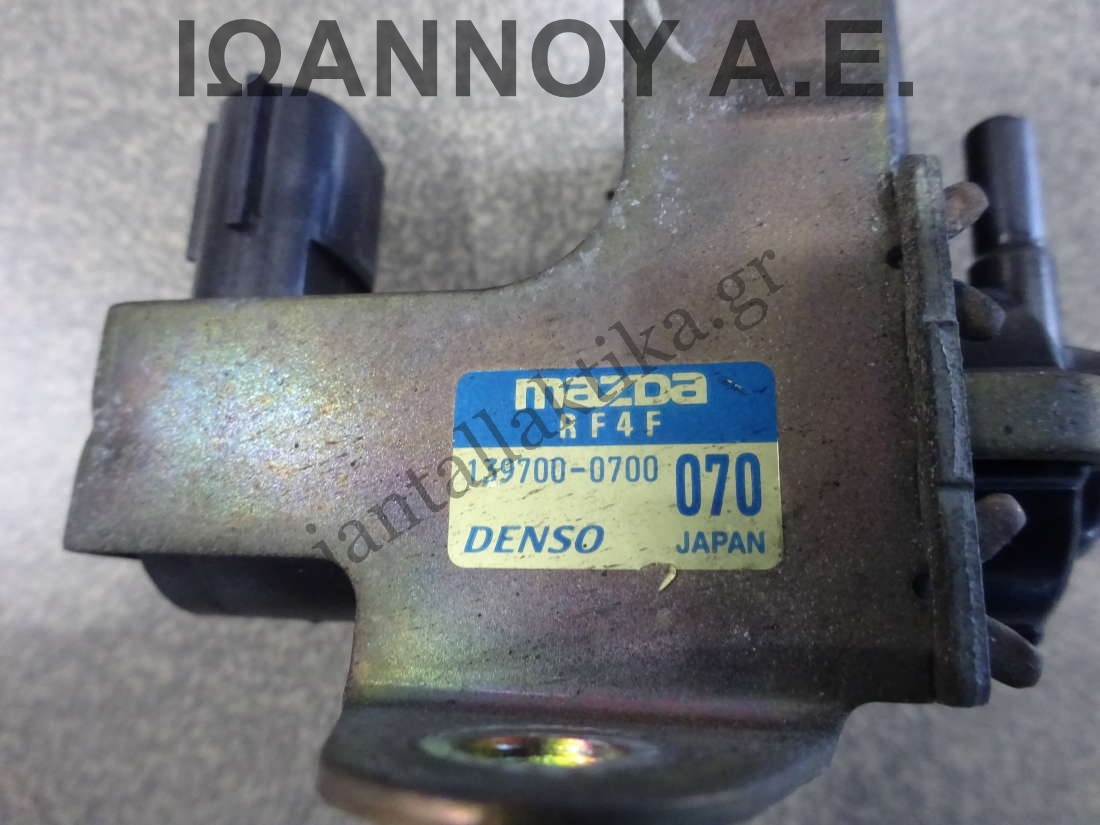 ΙΩΑΝΝΟΥ Α.Ε.
iantallaktika.gr
mazda
RF4F
139700-0700 070
DENSO JAPAN